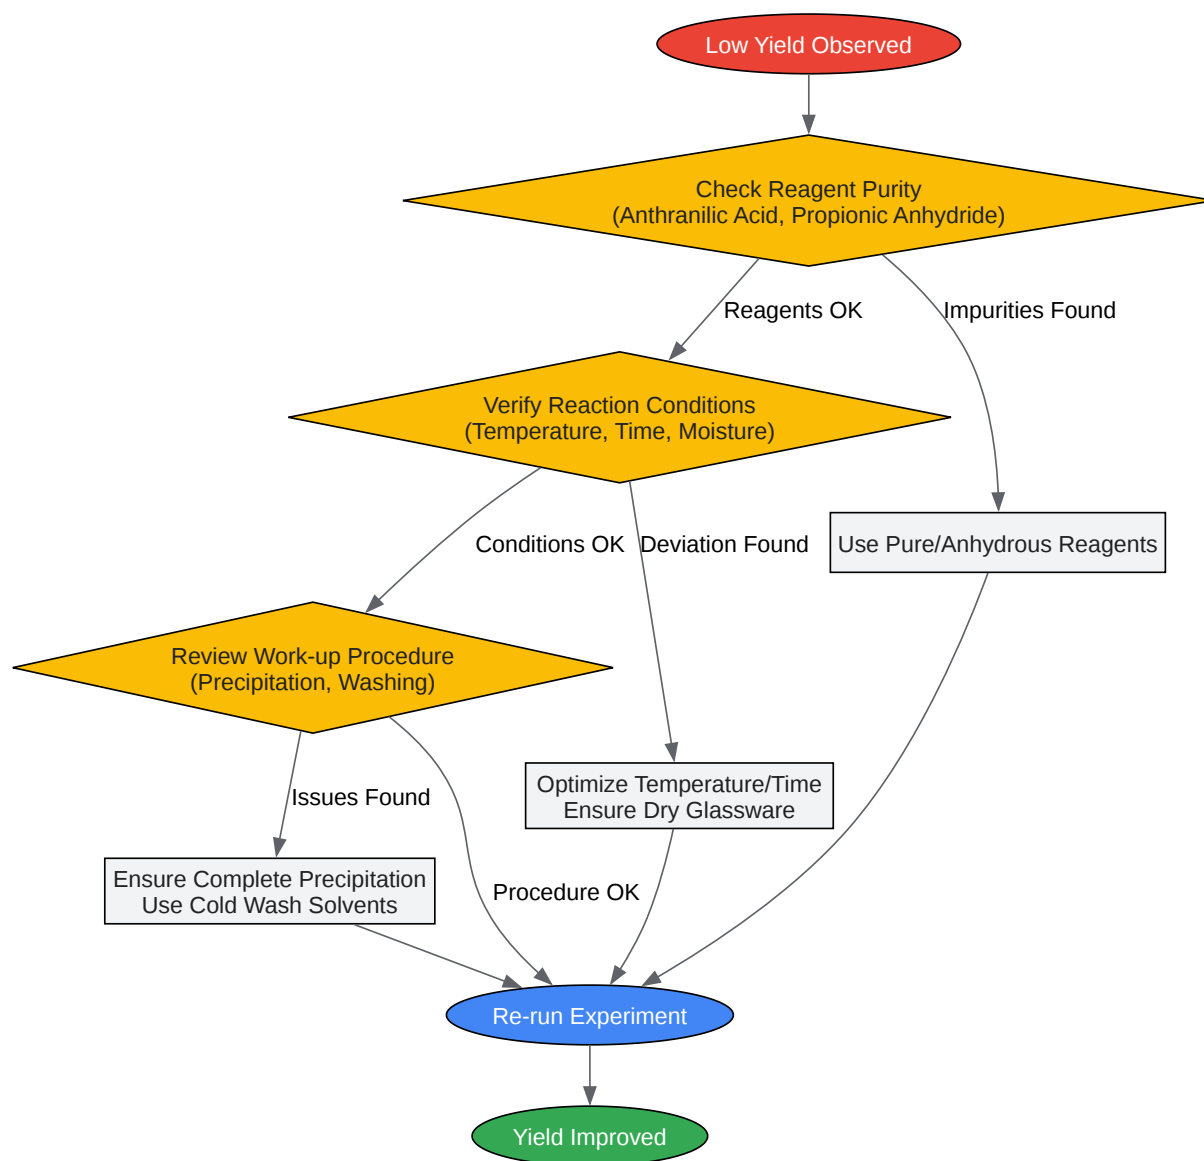 Low Yield Observed
Check Reagent Purity
(Anthranilic Acid, Propionic Anhydride)
Reagents OK
Impurities Found
Verify Reaction Conditions
(Temperature, Time, Moisture)
Conditions OK
Deviation Found
Use Pure/Anhydrous Reagents
Review Work-up Procedure
(Precipitation, Washing)
Issues Found
Optimize Temperature/Time
Ensure Dry Glassware
Ensure Complete Precipitation
Use Cold Wash Solvents
Procedure OK
Re-run Experiment
Yield Improved